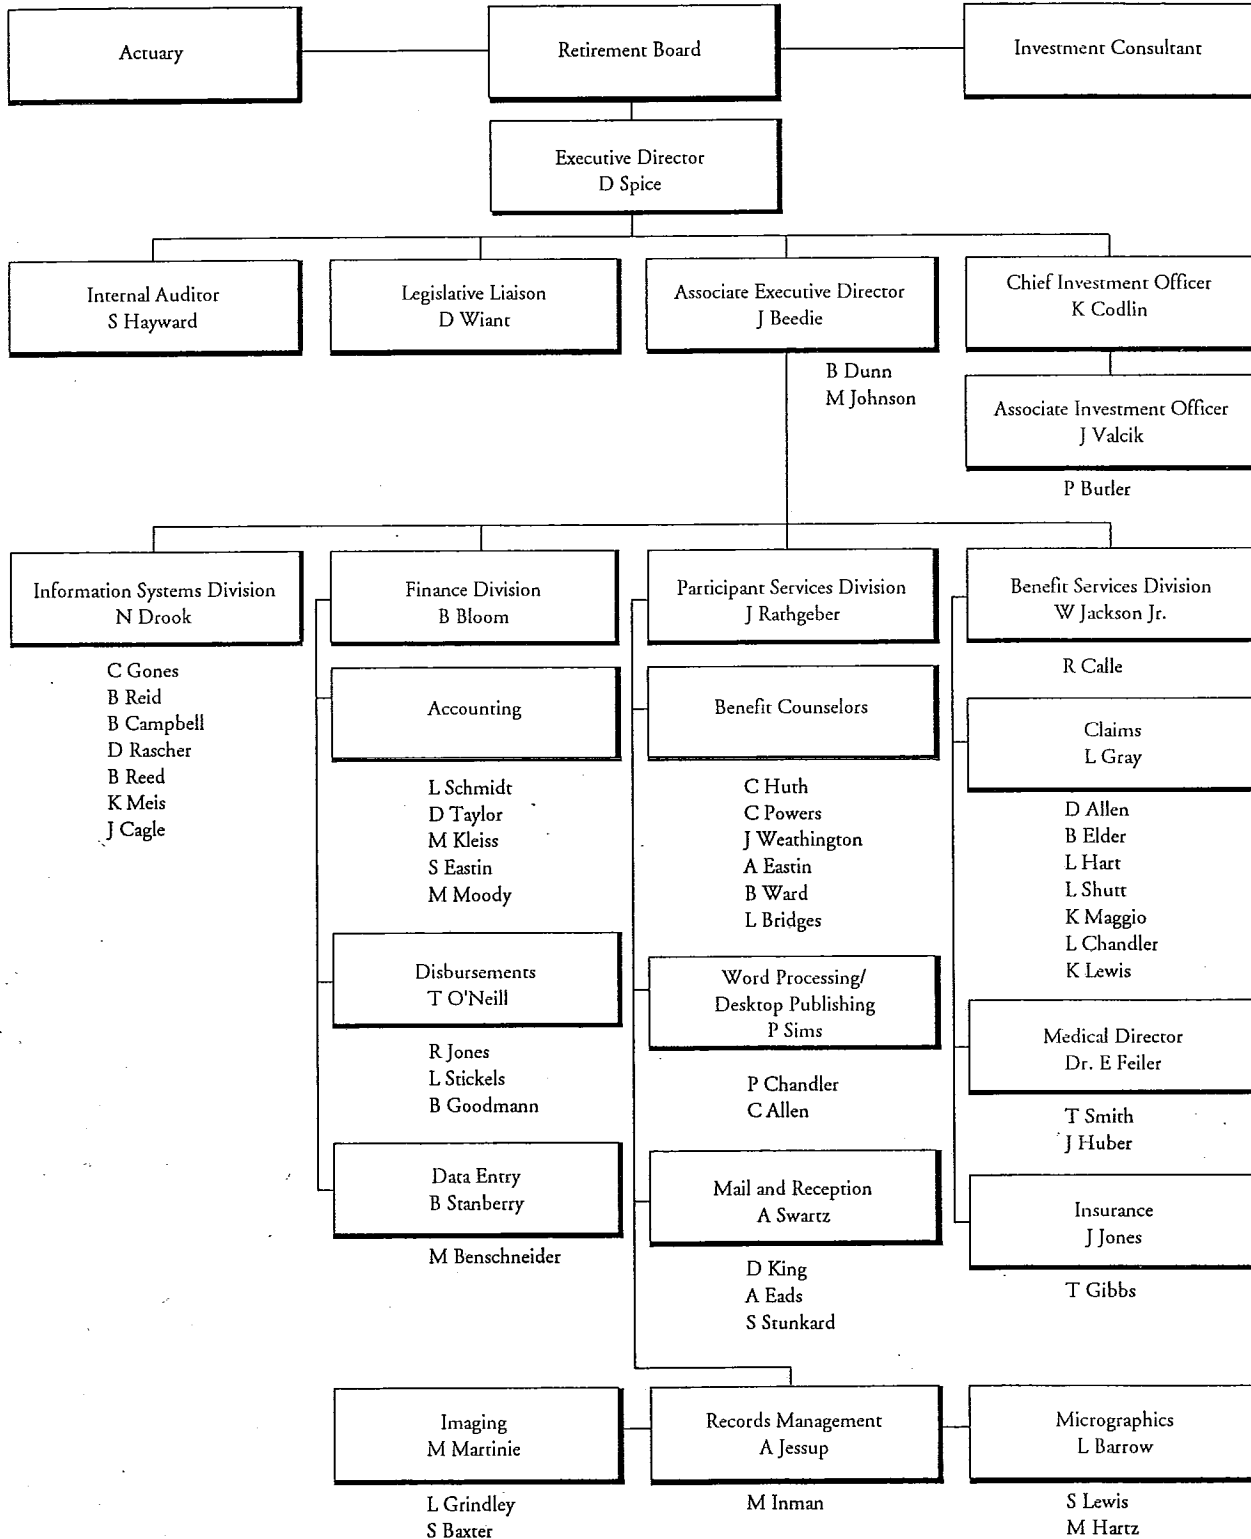 Actuary
Retirement Board
Investment Consultant
Executive Director
D Spice
Internal Auditor
S Hayward
Legislative Liaison
D Wiant
Associate Executive Director
J Beedie
Chief Investment Officer
K Codlin
B Dunn
M Johnson
Associate Investment Officer
J Valcik
P Butler
Information Systems Division
N Drook
C Gones
B Reid
B Campbell
D Rascher
B Reed
K Meis
J Cagle
Finance Division
B Bloom
Accounting
L Schmidt
D Taylor
M Kleiss
S Eastin
M Moody
Disbursements
T O'Neill
R Jones
L Stickels
B Goodmann
Data Entry
B Stanberry
M Benschneider
Participant Services Division
J Rathgeber
Benefit Counselors
C Huth
C Powers
J Weathington
A Eastin
B Ward
L Bridges
Word Processing/
Desktop Publishing
P Sims
P Chandler
C Allen
Mail and Reception
A Swartz
D King
A Eads
S Stunkard
Benefit Services Division
W Jackson Jr.
R Calle
Claims
L Gray
D Allen
B Elder
L Hart
L Shutt
K Maggio
L Chandler
K Lewis
Medical Director
Dr. E Feiler
T Smith
J Huber
Insurance
J Jones
T Gibbs
Imaging
M Martinie
L Grindley
S Baxter
Records Management
A Jessup
M Inman
Micrographics
L Barrow
S Lewis
M Hartz